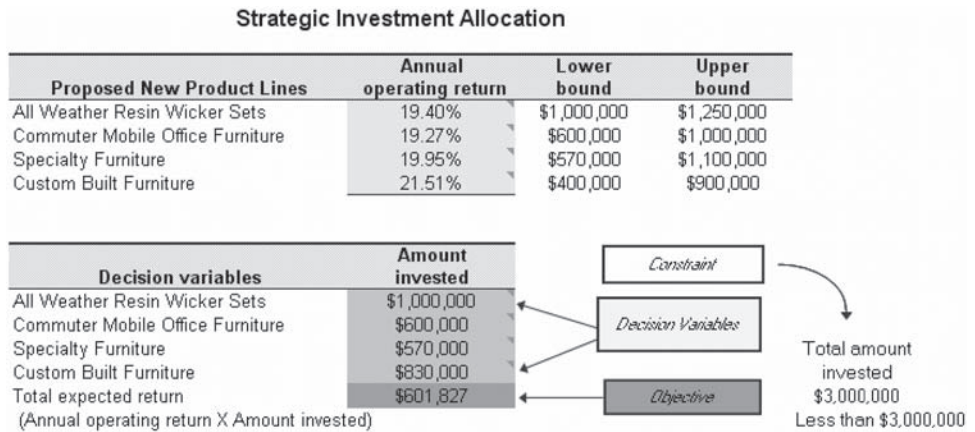 Strategic Investment Allocation
Annual Lower Upper
Proposed New Product Lines operating return bound bound
All Weather Resin Wicker Sets 19.40% $1,000,000 $1,250,000
Commuter Mobile Office Furniture 19.27% $600,000 $1,000,000
Specialty Furniture 19.95% $570,000 $1,100,000
Custom Built Furniture 21.51% $400,000 $900,000
Amount
Decision variables invested
All Weather Resin Wicker Sets $1,000,000
Commuter Mobile Office Furniture $600,000
Specialty Furniture $570,000
Custom Built Furniture $830,000
Total expected return $601,827
(Annual operating return X Amount invested)
Constraint
Decision Variables
Objective
Total amount
invested
$3,000,000
Less than $3,000,000